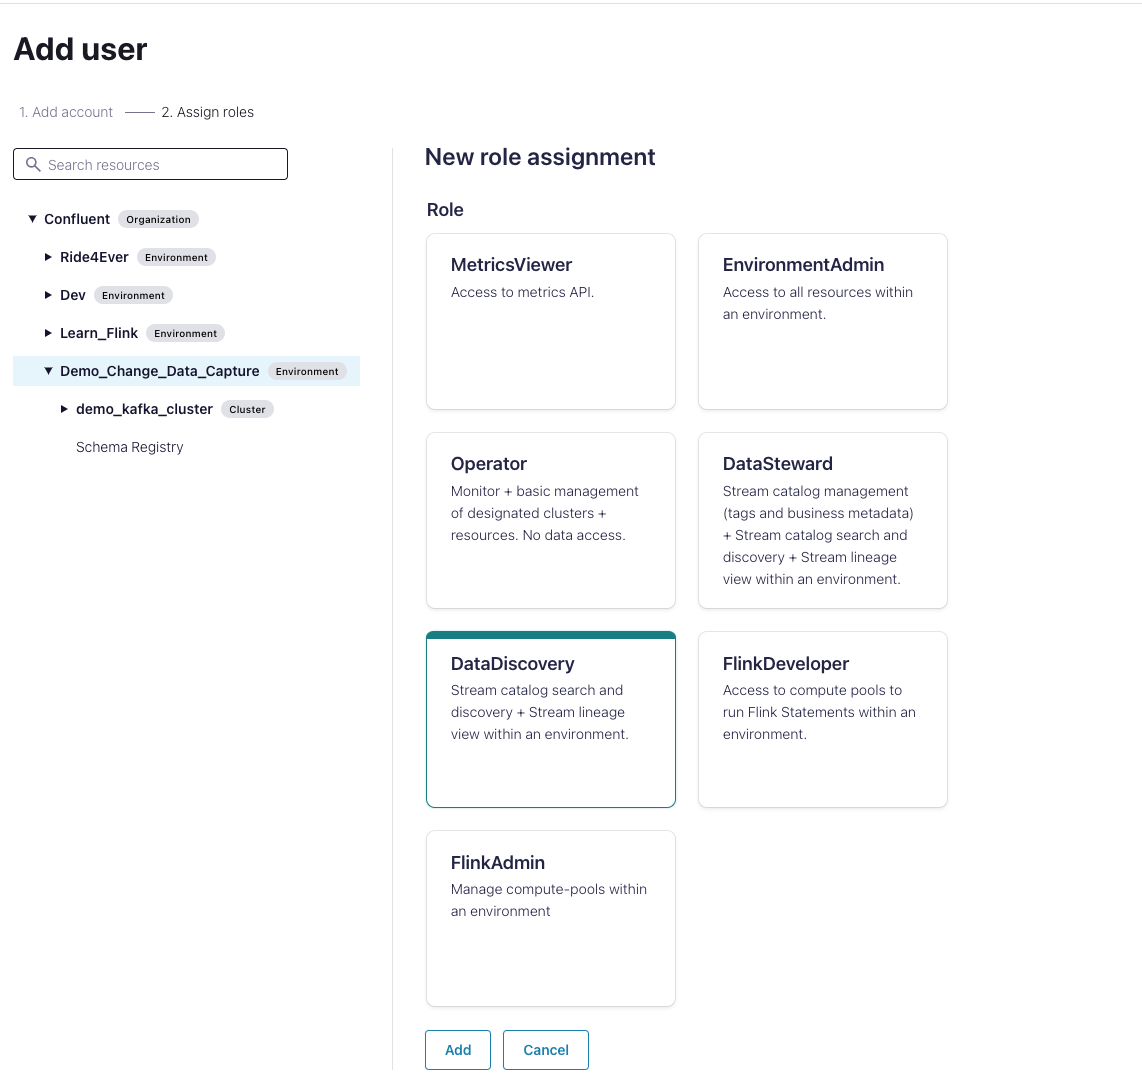 Add user
1. Add account
2. Assign roles
Search resources
Confluent Organization
Ride4Ever Environment
Dev Environment
Learn_Flink Environment
Demo_Change_Data_Capture Environment
demo_kafka_cluster Cluster
Schema Registry
New role assignment
Role
MetricsViewer
Access to metrics API.
EnvironmentAdmin
Access to all resources within
an environment.
Operator
Monitor + basic management
of designated clusters +
resources. No data access.
DataSteward
Stream catalog management
(tags and business metadata)
+ Stream catalog search and
discovery + Stream lineage
view within an environment.
DataDiscovery
Stream catalog search and
discovery + Stream lineage
view within an environment.
FlinkDeveloper
Access to compute pools to
run Flink Statements within an
environment.
FlinkAdmin
Manage compute-pools within
an environment
Add
Cancel